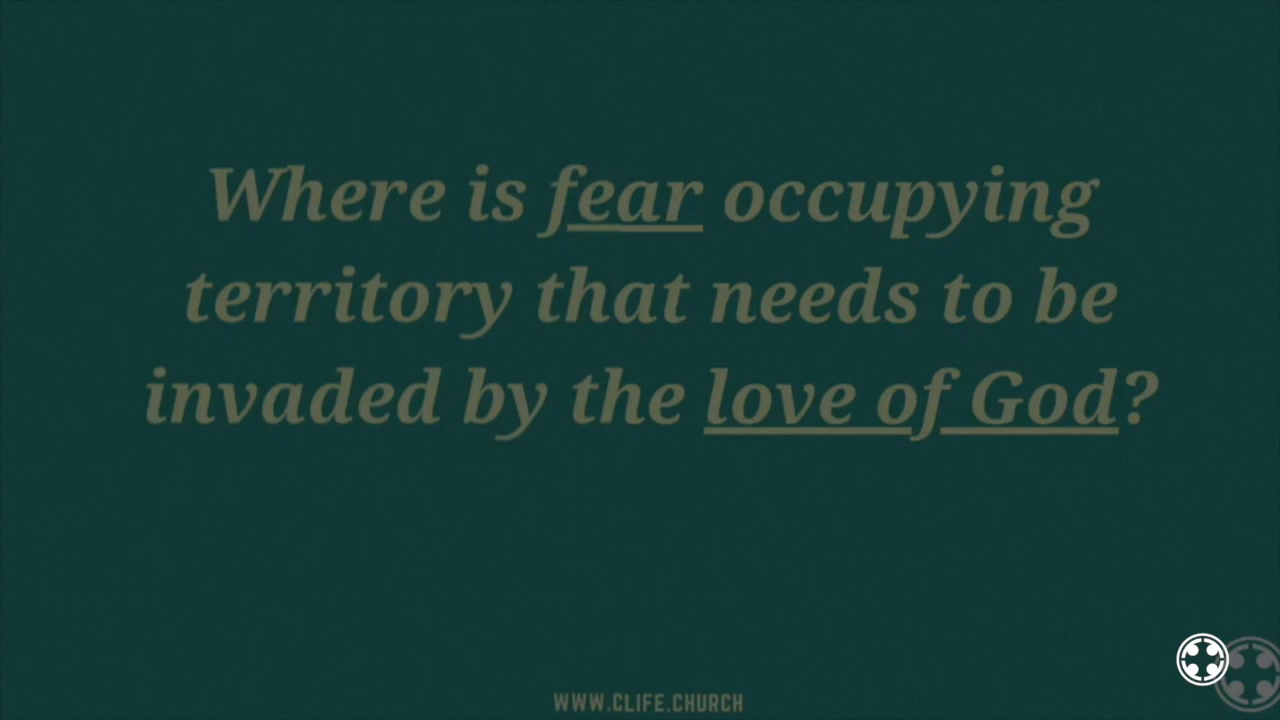 Where is fear occupying
territory that needs to be
invaded by the love of God?
WWW.CLIFE.CHURCH